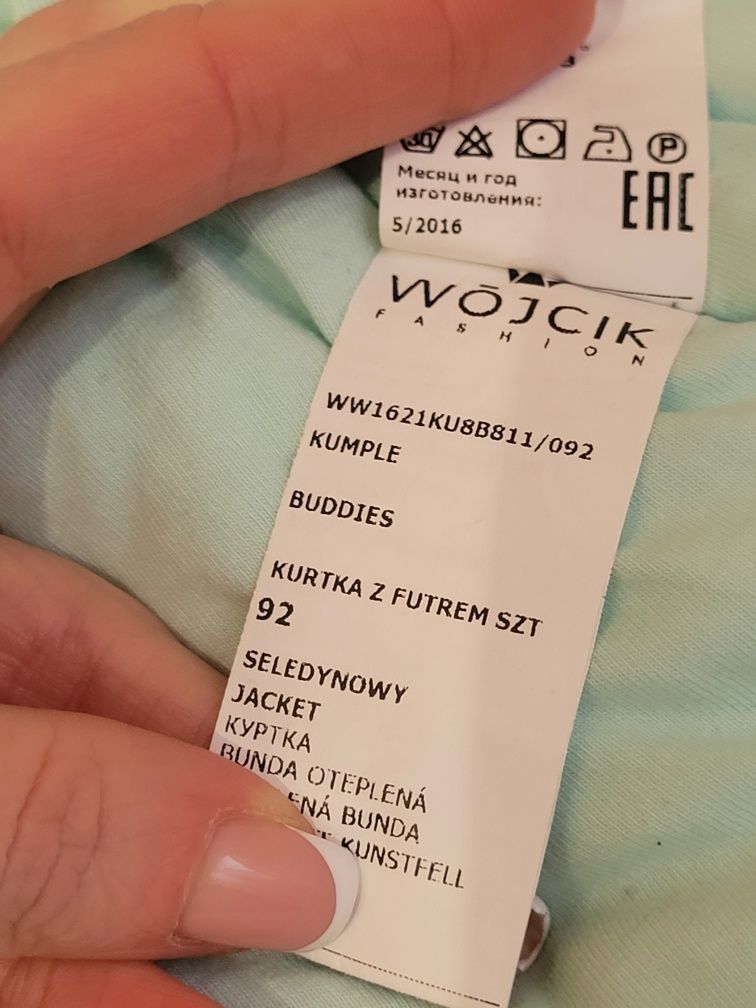 30
P
Месяц и год
изготовления:
5/2016
EAC
WÓJCIK
FASHION
WW1621KU8B811/092
KUMPLE
BUDDIES
KURTKA Z FUTREM SZT
92
SELEDYNOWY
JACKET
КУРТКА
BUNDA OTEPLENÁ
BUNDA
KUNSTFELL